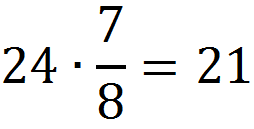 24 · 7/8 = 21